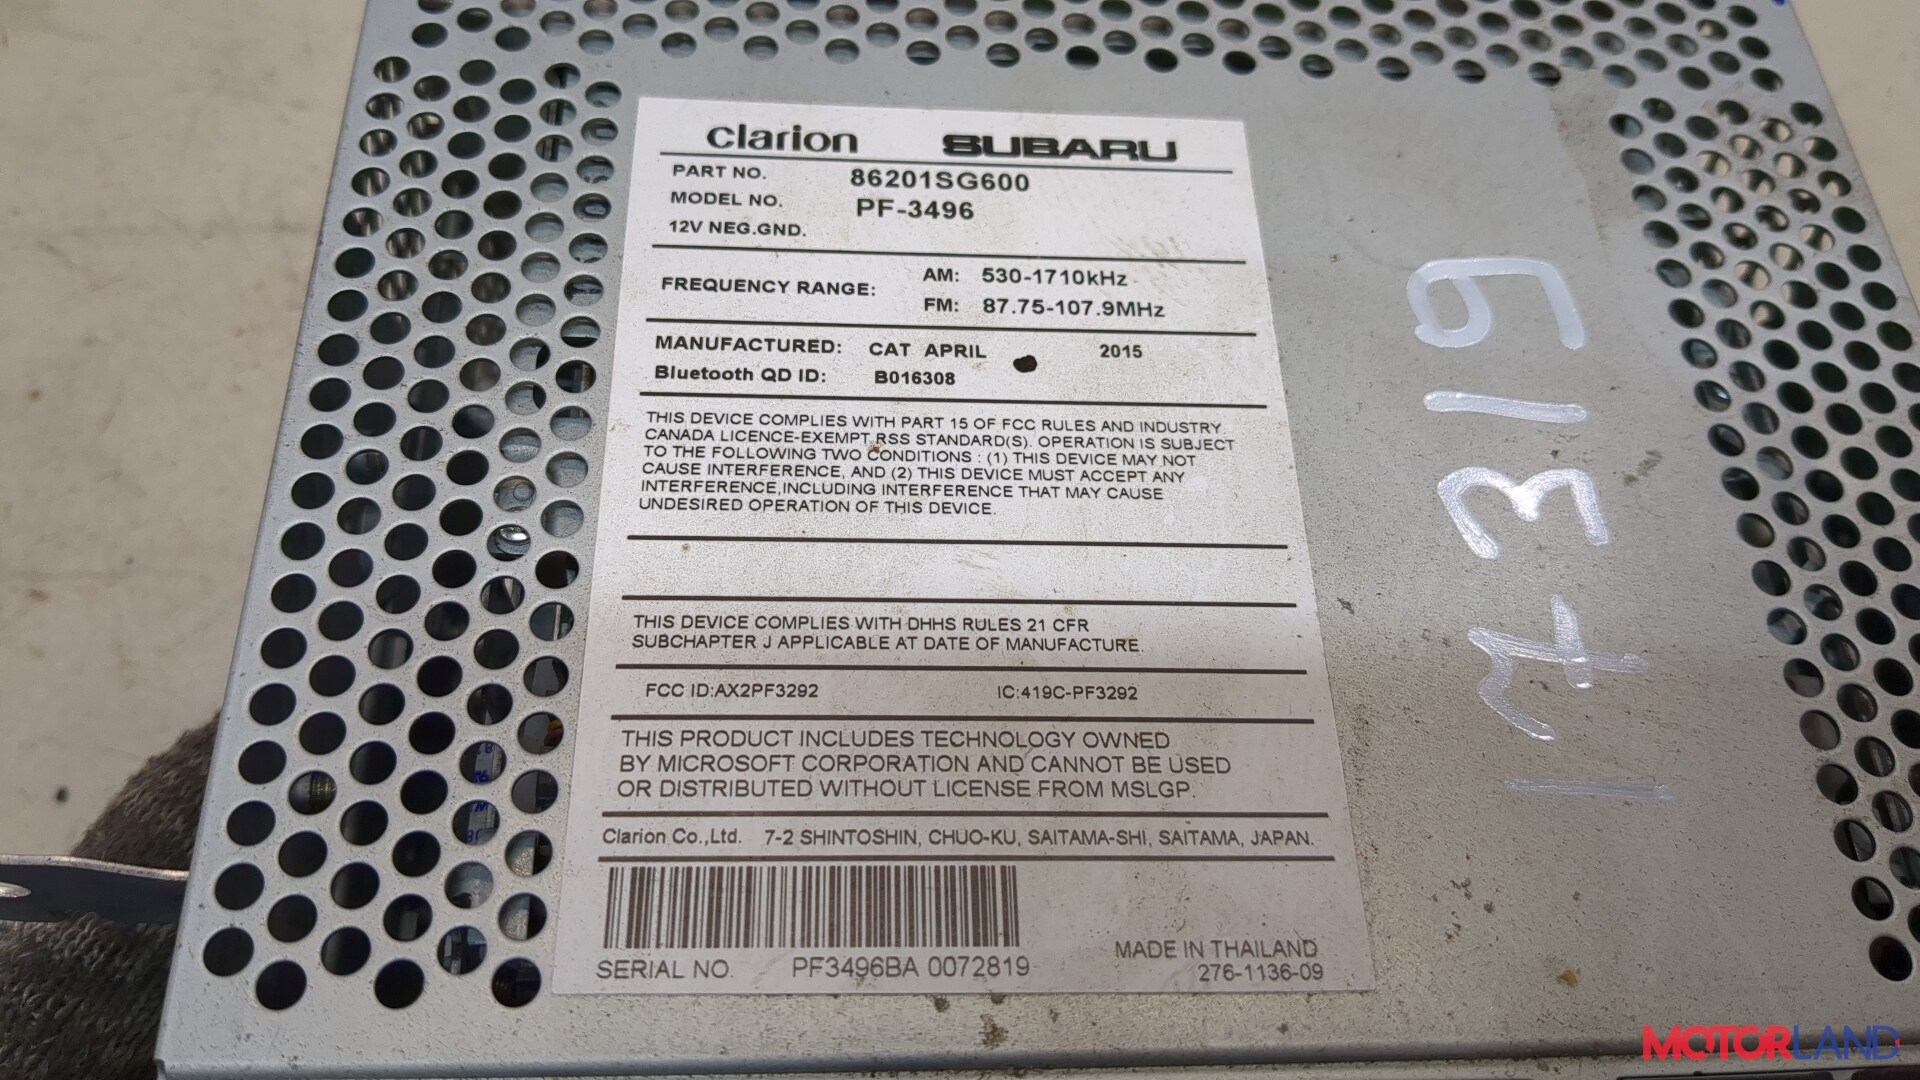 clarion SUBARU
PART NO. 86201SG600
MODEL NO. PF-3496
12V NEG.GND.
FREQUENCY RANGE: AM: 530-1710kHz
FM: 87.75-107.9MHz
MANUFACTURED: CAT APRIL 2015
Bluetooth QD ID: B016308
THIS DEVICE COMPLIES WITH PART 15 OF FCC RULES AND INDUSTRY
CANADA LICENCE-EXEMPT RSS STANDARD(S). OPERATION IS SUBJECT
TO THE FOLLOWING TWO CONDITIONS : (1) THIS DEVICE MAY NOT
CAUSE INTERFERENCE, AND (2) THIS DEVICE MUST ACCEPT ANY
INTERFERENCE,INCLUDING INTERFERENCE THAT MAY CAUSE
UNDESIRED OPERATION OF THIS DEVICE.
THIS DEVICE COMPLIES WITH DHHS RULES 21 CFR
SUBCHAPTER J APPLICABLE AT DATE OF MANUFACTURE.
FCC ID:AX2PF3292 IC:419C-PF3292
THIS PRODUCT INCLUDES TECHNOLOGY OWNED
BY MICROSOFT CORPORATION AND CANNOT BE USED
OR DISTRIBUTED WITHOUT LICENSE FROM MSLGP.
Clarion Co.,Ltd. 7-2 SHINTOSHIN, CHUO-KU, SAITAMA-SHI, SAITAMA, JAPAN.
SERIAL NO. PF3496BA 0072819
MADE IN THAILAND
276-1136-09
17319
MOTORLAND